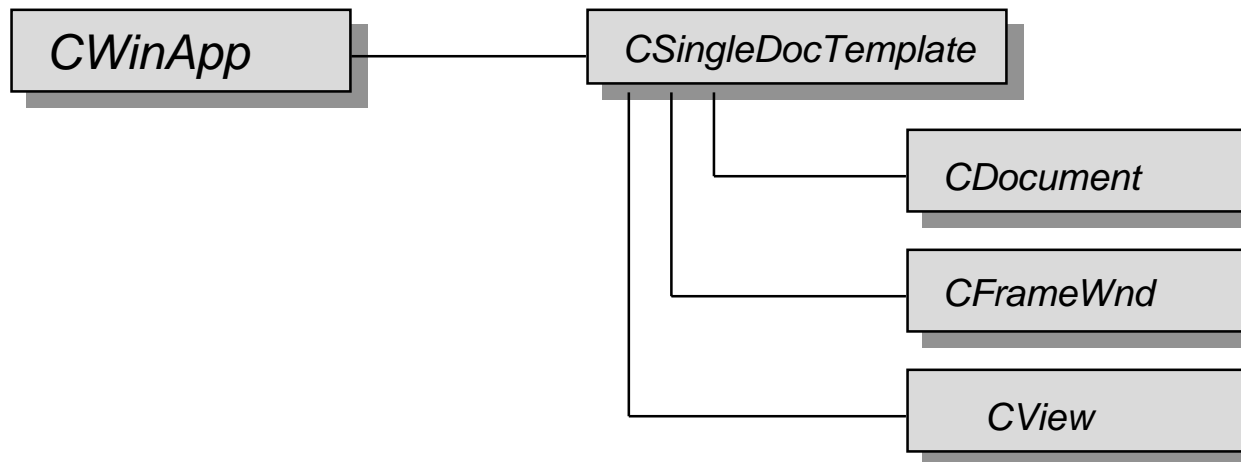 CWinApp
CSingleDocTemplate
CDocument
CFrameWnd
CView